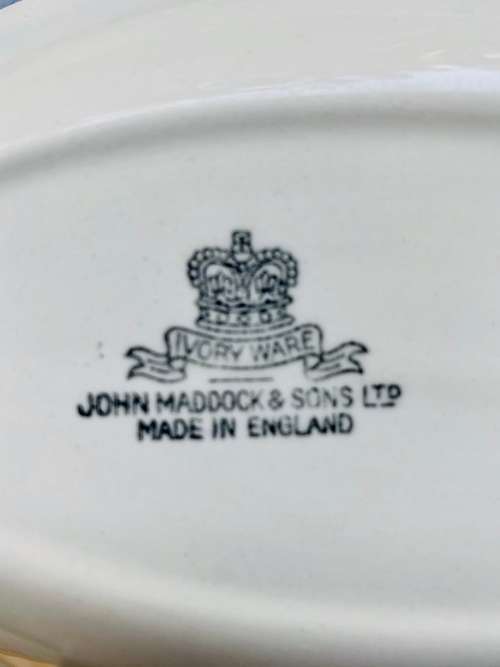 IVORY WARE
JOHN MADDOCK & SONS LTD
MADE IN ENGLAND